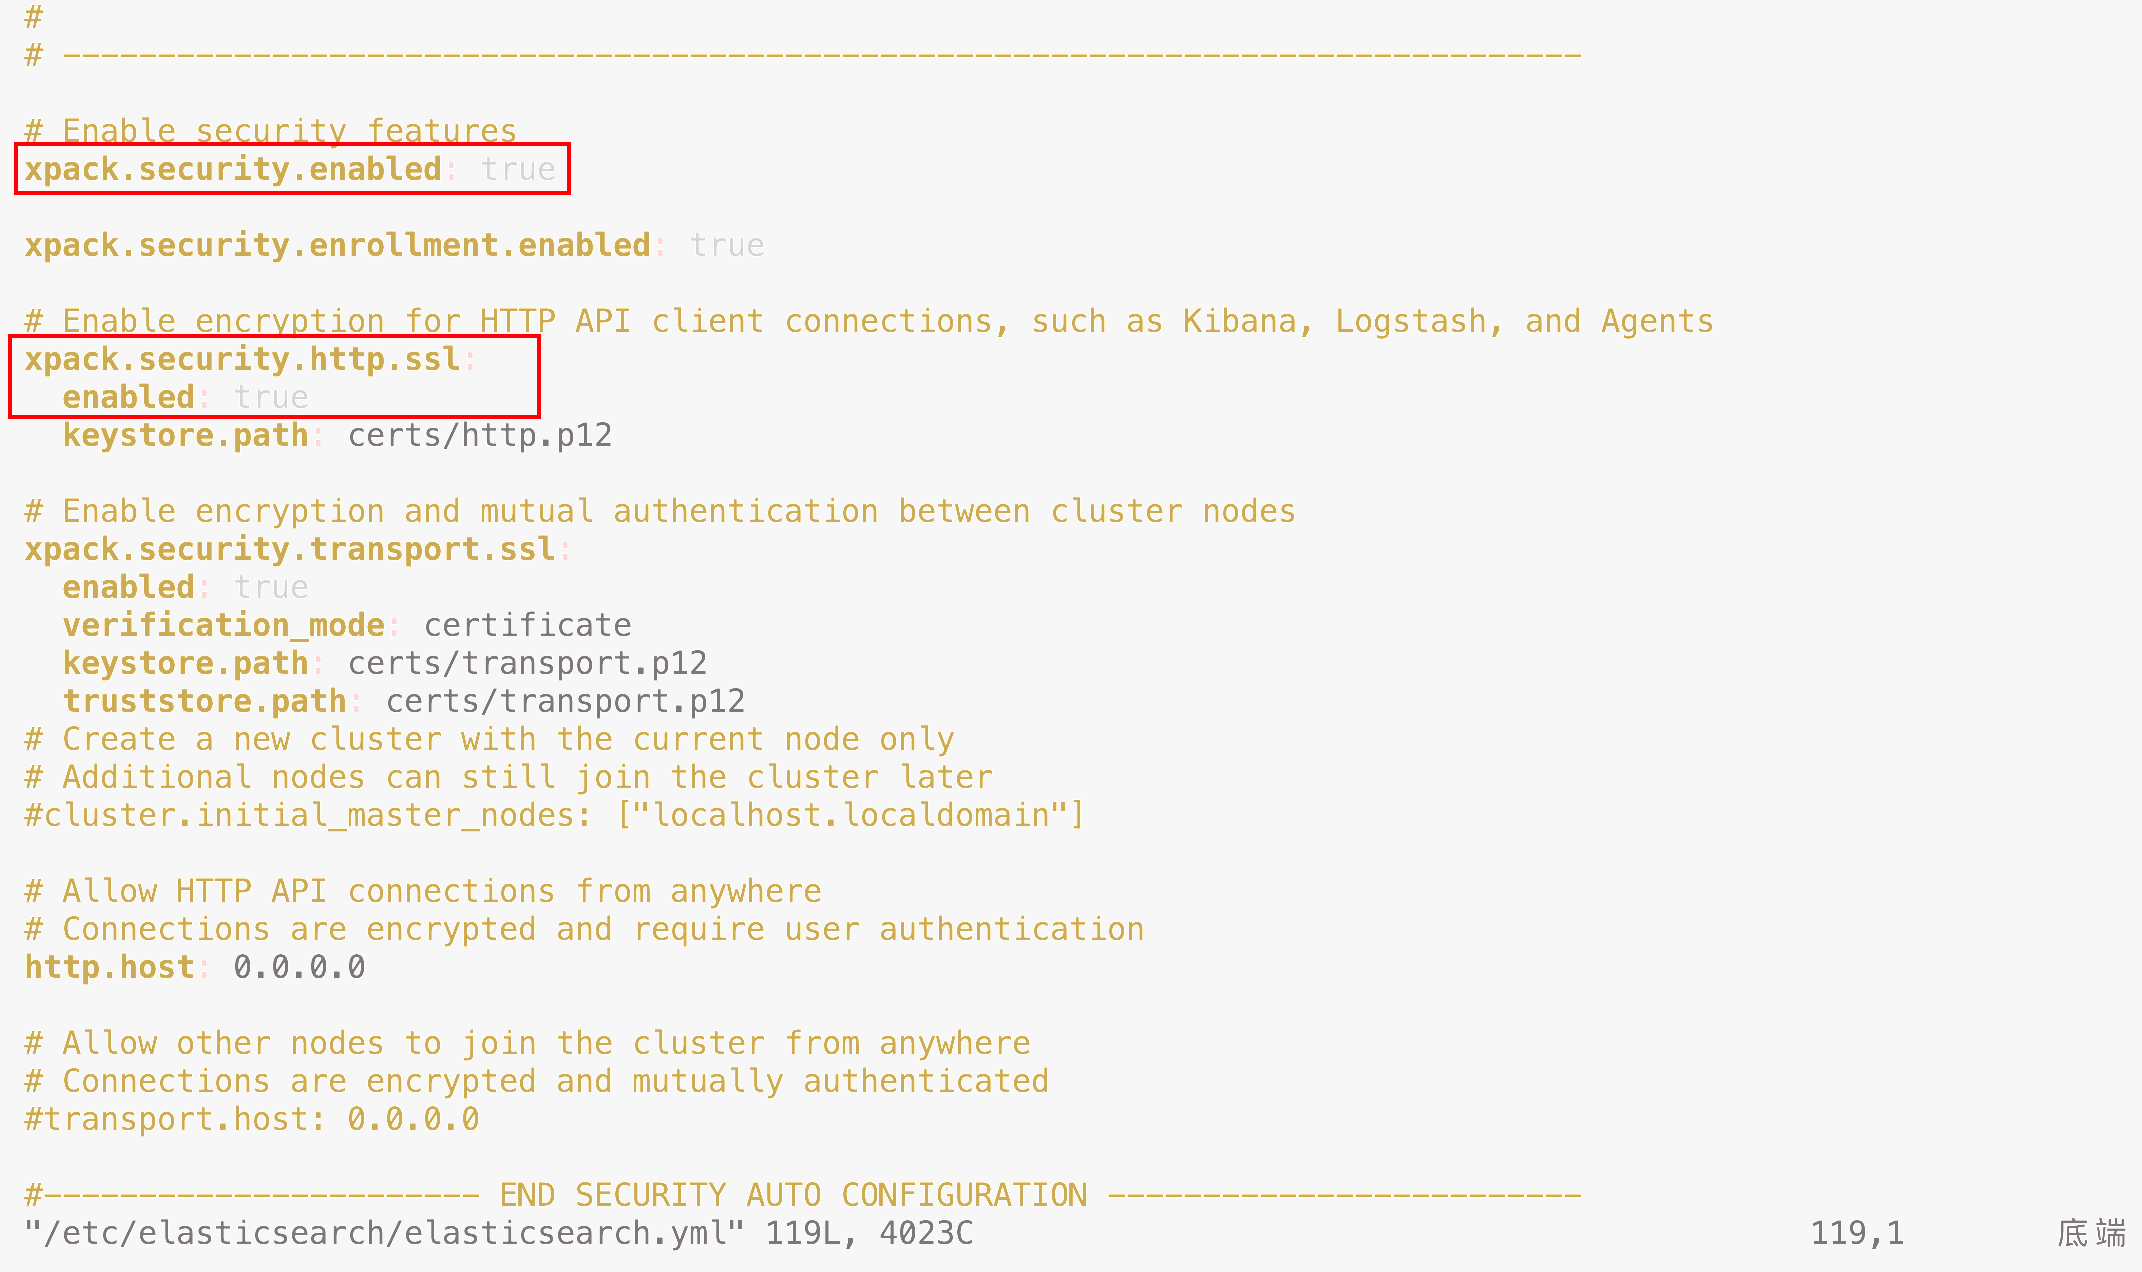 #
# --------------------------------------------------------------------------------

# Enable security features
xpack.security.enabled: true

xpack.security.enrollment.enabled: true

# Enable encryption for HTTP API client connections, such as Kibana, Logstash, and Agents
xpack.security.http.ssl:
  enabled: true
  keystore.path: certs/http.p12

# Enable encryption and mutual authentication between cluster nodes
xpack.security.transport.ssl:
  enabled: true
  verification_mode: certificate
  keystore.path: certs/transport.p12
  truststore.path: certs/transport.p12
# Create a new cluster with the current node only
# Additional nodes can still join the cluster later
#cluster.initial_master_nodes: ["localhost.localdomain"]

# Allow HTTP API connections from anywhere
# Connections are encrypted and require user authentication
http.host: 0.0.0.0

# Allow other nodes to join the cluster from anywhere
# Connections are encrypted and mutually authenticated
#transport.host: 0.0.0.0

#----------------------- END SECURITY AUTO CONFIGURATION -------------------------
"/etc/elasticsearch/elasticsearch.yml" 119L, 4023C 119,1 底端